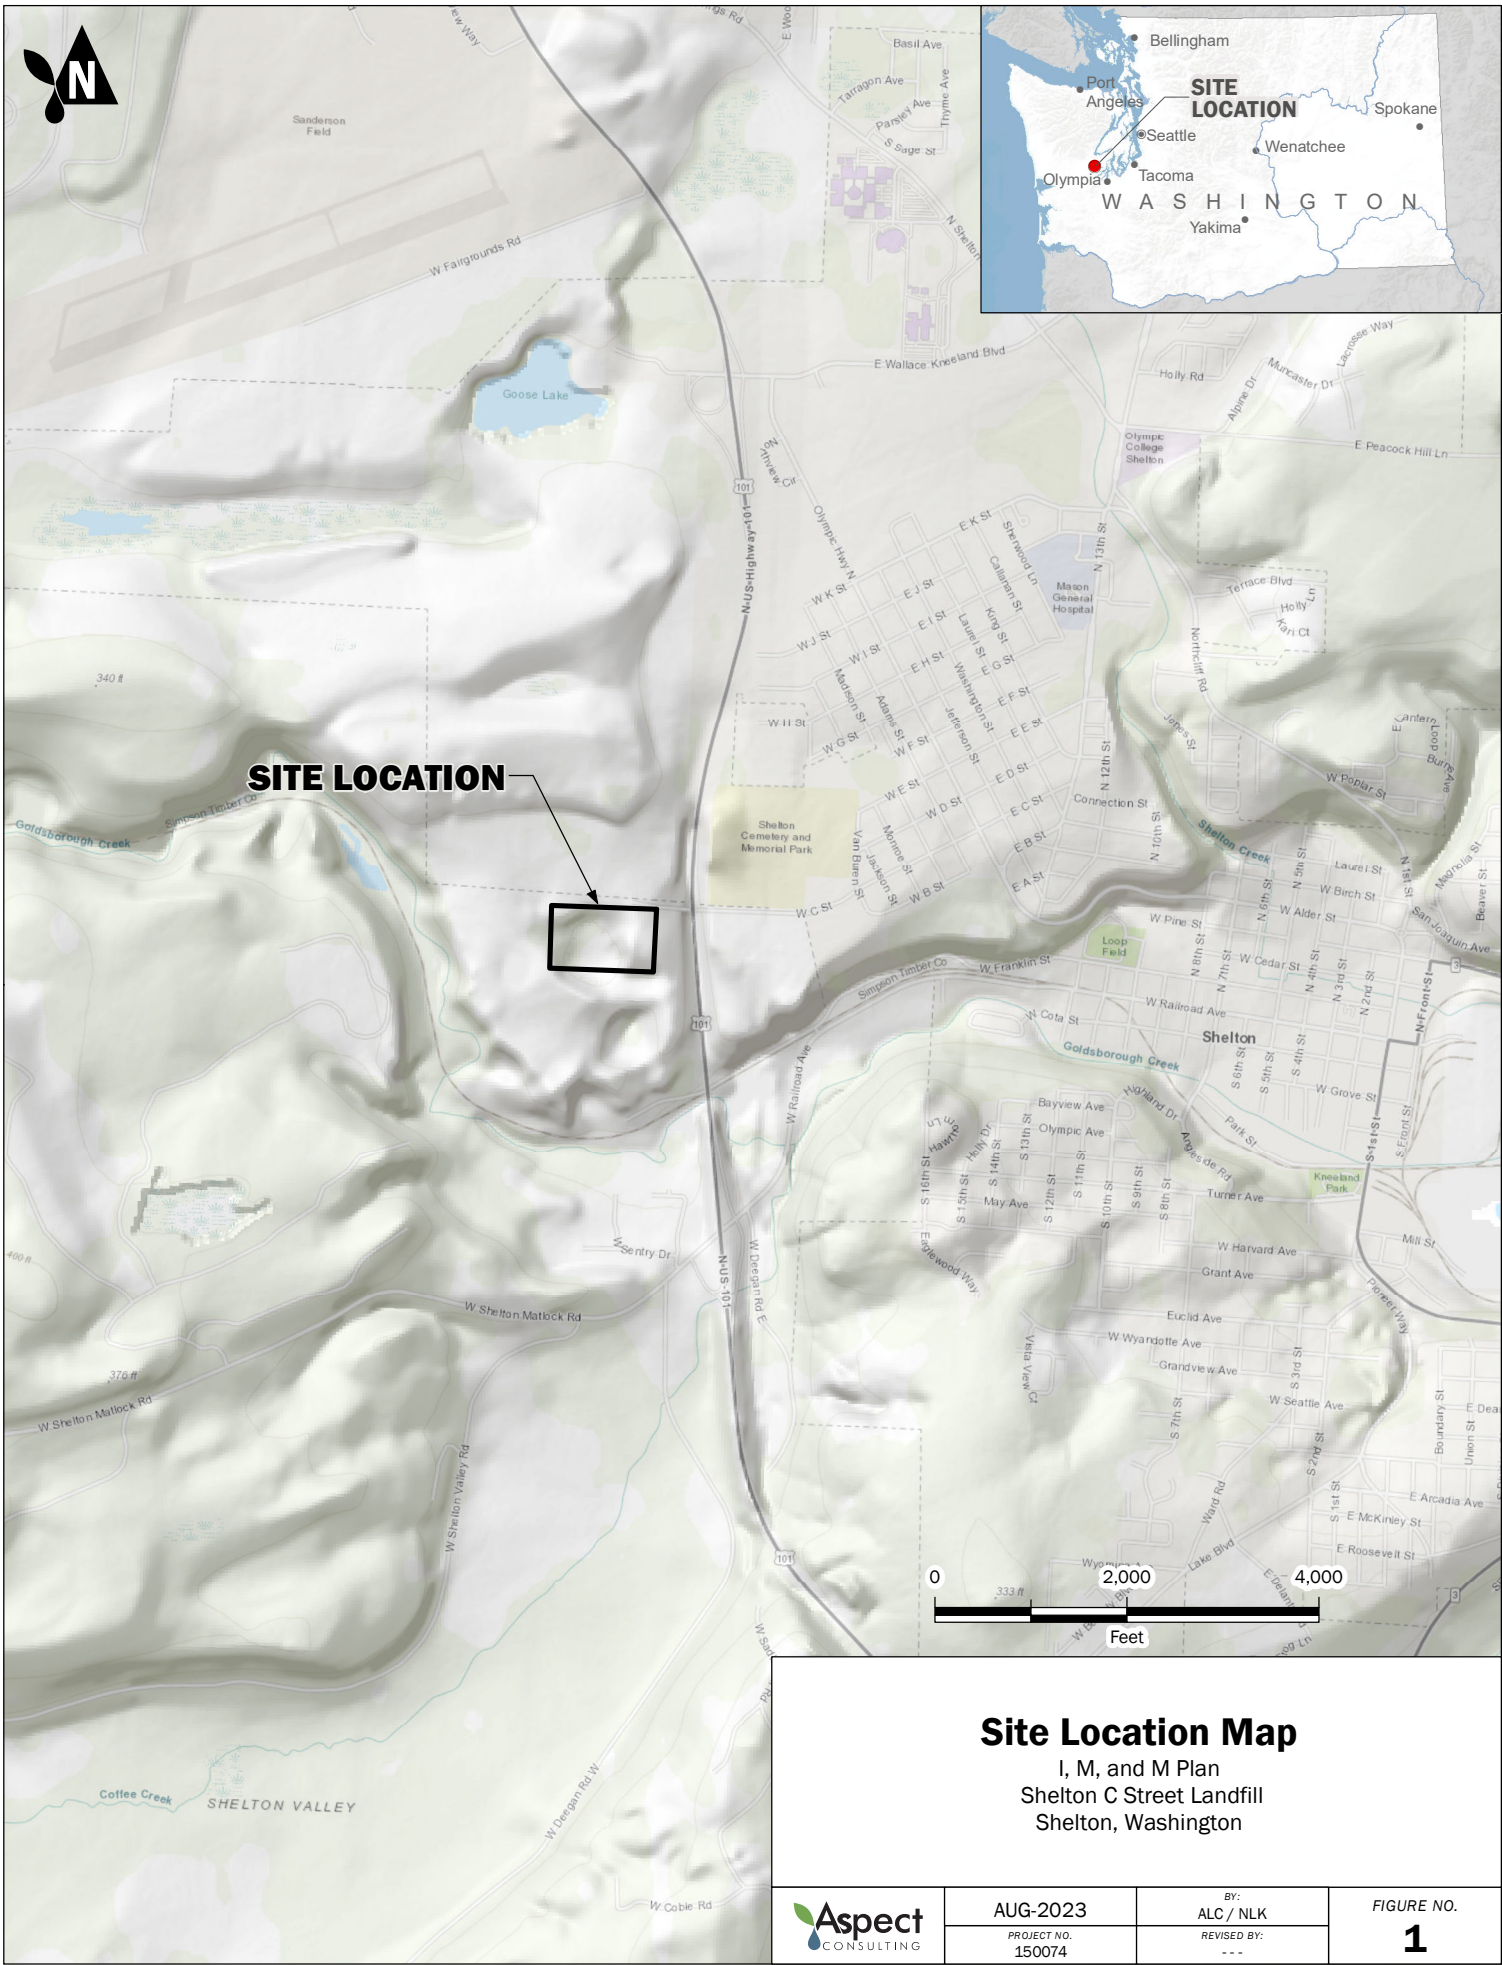 N
Sanderson
Field
Basil Ave
Tarragon Ave
Parsley Ave
Thyme Ave
S Sage St
N Shelton
W Fairgrounds Rd
E Wallace Kneeland Blvd
Goose Lake
Bellingham
Port
Angeles
SITE
LOCATION
Spokane
Seattle
Wenatchee
Olympia
Tacoma
WASHINGTON
Yakima
Holly Rd
Alpine Dr
Muncaster Dr
Lacrosse Way
E Peacock Hill Ln
Olympic
College
Shelton
101
N-US-Highway-101
Northview Cir
Olympic Hwy N
E K St
Sherwood Ln
Callanan St
N 13th St
Mason
General
Hospital
W K St
E J St
E I St
King St
Laurel St
W J St
W I St
E H St
E G St
Washington St
Madison St
Adams St
Jefferson St
E F St
E E St
W H St
W G St
W F St
W E St
E D St
W D St
E C St
E B St
E A St
W B St
W C St
Van Buren St
Monroe St
Jackson St
N 12th St
Connection St
N 10th St
Terrace Blvd
Holly Ln
Kari Ct
Northcliff Rd
Jones St
W Poplar St
Shelton Creek
Laurel St
W Birch St
W Alder St
W Pine St
W Cedar St
N 1st St
N 5th St
N 6th St
N 8th St
N 7th St
N 4th St
N 3rd St
N 2nd St
Magnolia St
Beaver St
San Joaquin Ave
3
N-Front-St
340 ft
SITE LOCATION
Simpson Timber Co
Goldsborough Creek
Shelton
Cemetery and
Memorial Park
Loop
Field
W Franklin St
Simpson Timber Co
W Railroad Ave
W Cota St
Shelton
Goldsborough Creek
101
W Railroad Ave
S 6th St
S 5th St
S 4th St
W Grove St
Bayview Ave
Highland Dr
Olympic Ave
Park St
Angleside Rd
S 1st St
S Front St
Holly Dr
S 16th St
S 15th St
S 14th St
S 13th St
S 12th St
S 11th St
S 10th St
S 9th St
S 8th St
May Ave
Turner Ave
Kneeland
Park
Eaglewood Way
W Harvard Ave
Grant Ave
Mill St
Pioneer Way
Euclid Ave
W Wyandotte Ave
Grandview Ave
S 3rd St
Vista View Ct
W Seattle Ave
S 7th St
S 2nd St
Boundary St
Union St
E Arcadia Ave
S 1st St
E McKinley St
E Roosevelt St
Ward Rd
Lake Blvd
400 ft
W Sentry Dr
N-US-101
W Deegan Rd E
W Shelton Matlock Rd
376 ft
W Shelton Matlock Rd
W Shelton Valley Rd
101
333 ft
3
0
2,000
4,000
Feet
Coffee Creek
SHELTON VALLEY
W Deegan Rd W
W Coble Rd
Site Location Map
I, M, and M Plan
Shelton C Street Landfill
Shelton, Washington
Aspect
CONSULTING
AUG-2023
PROJECT NO.
150074
BY:
ALC / NLK
REVISED BY:
- - -
FIGURE NO.
1